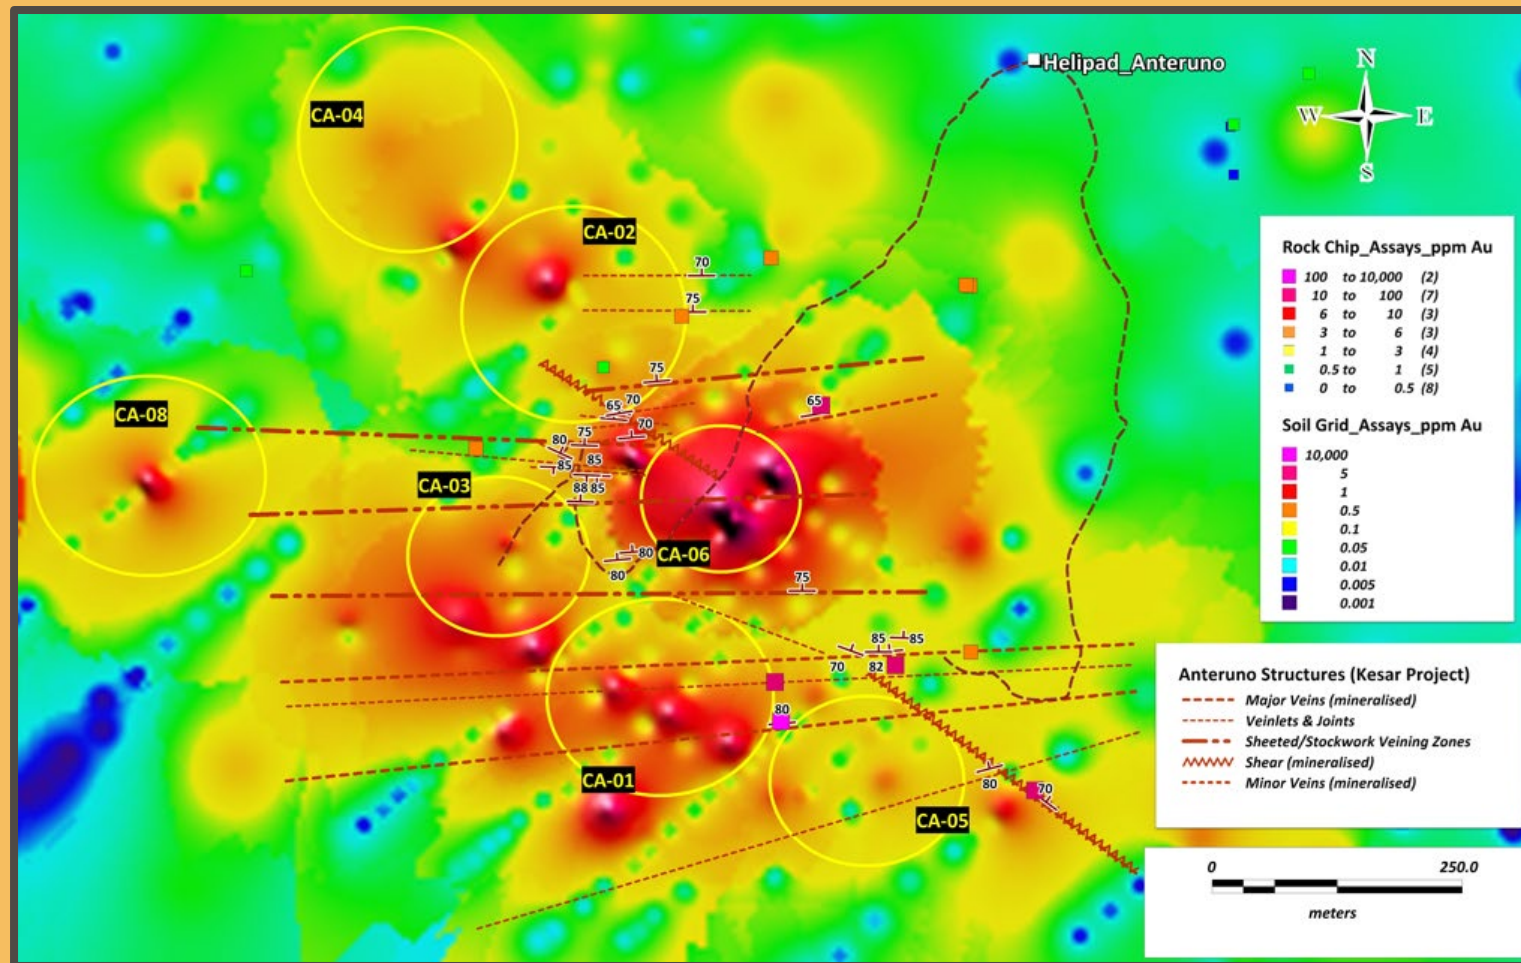 Helipad_Anteruno
N
W E
S
CA-04
CA-02
70
75
75
CA-08
65
70
65
70
75
80
85
85
88
85
CA-03
CA-06
80
80
75
85
85
70
82
80
CA-01
80
70
CA-05
Rock Chip_Assays_ppm Au
100 to 10,000 (2)
10 to 100 (7)
6 to 10 (3)
3 to 6 (3)
1 to 3 (4)
0.5 to 1 (5)
0 to 0.5 (8)
Soil Grid_Assays_ppm Au
10,000
5
1
0.5
0.1
0.05
0.01
0.005
0.001
Anteruno Structures (Kesar Project)
Major Veins (mineralised)
Veinlets & Joints
Sheeted/Stockwork Veining Zones
Shear (mineralised)
Minor Veins (mineralised)
0 250.0
meters